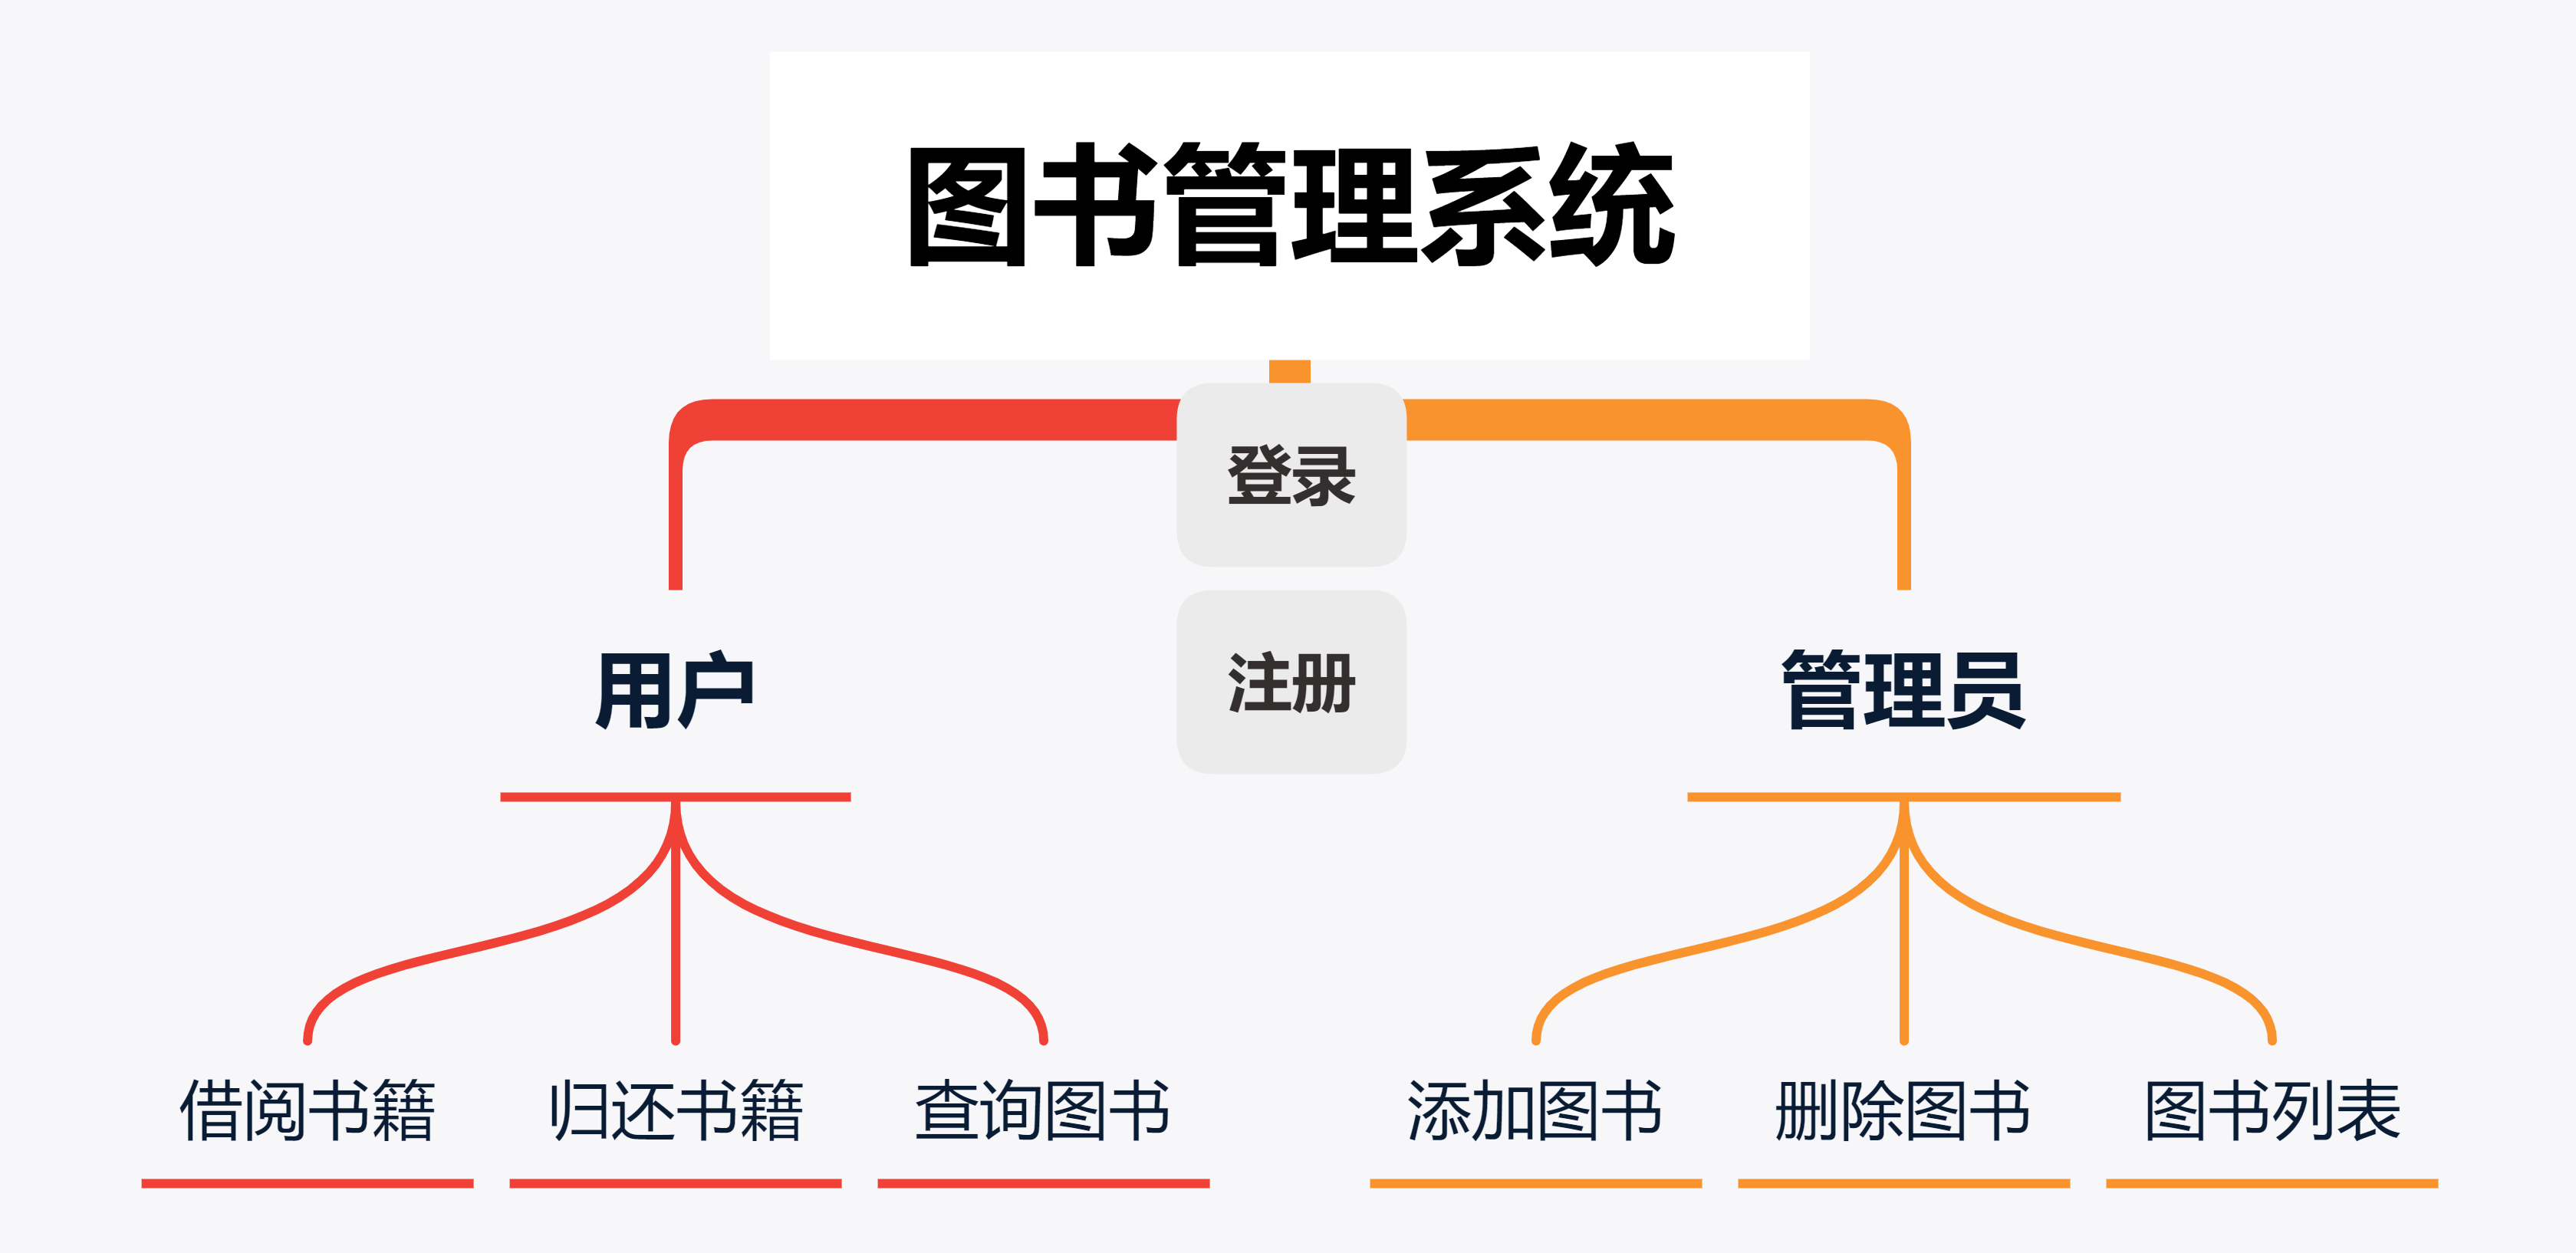 图书管理系统
登录
注册
用户
管理员
借阅书籍
归还书籍
查询图书
添加图书
删除图书
图书列表